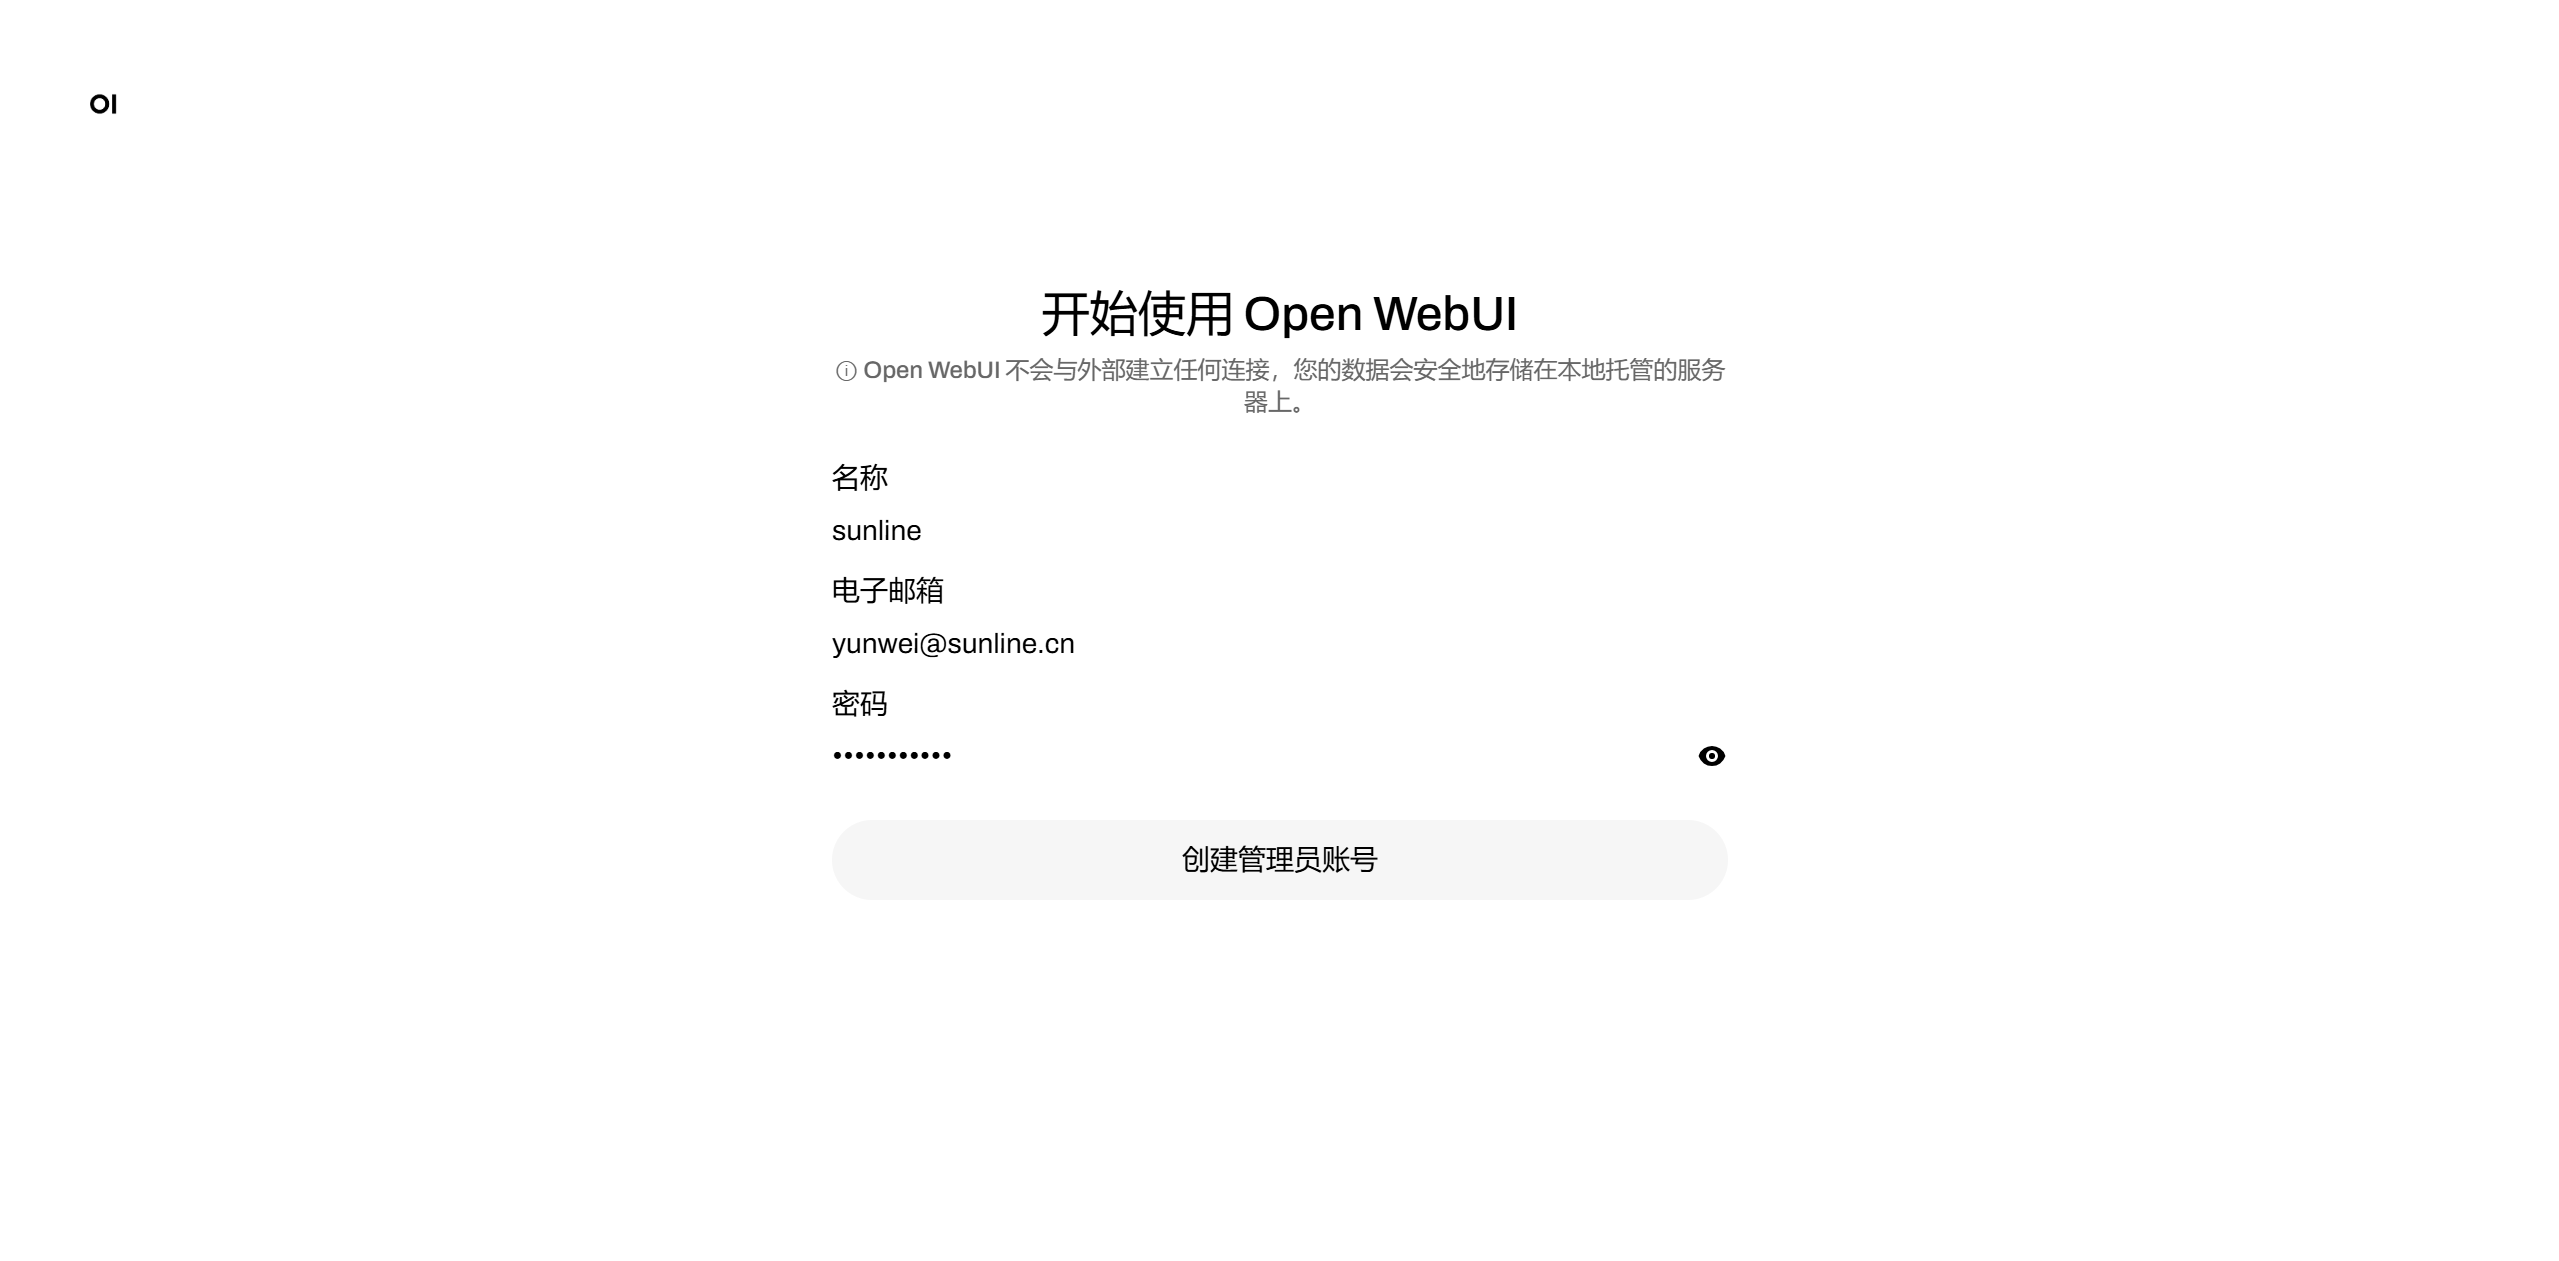 OI
开始使用 Open WebUI
ⓘ Open WebUI 不会与外部建立任何连接，您的数据会安全地存储在本地托管的服务
器上。
名称
sunline
电子邮箱
yunwei@sunline.cn
密码
•••••••••••
创建管理员账号